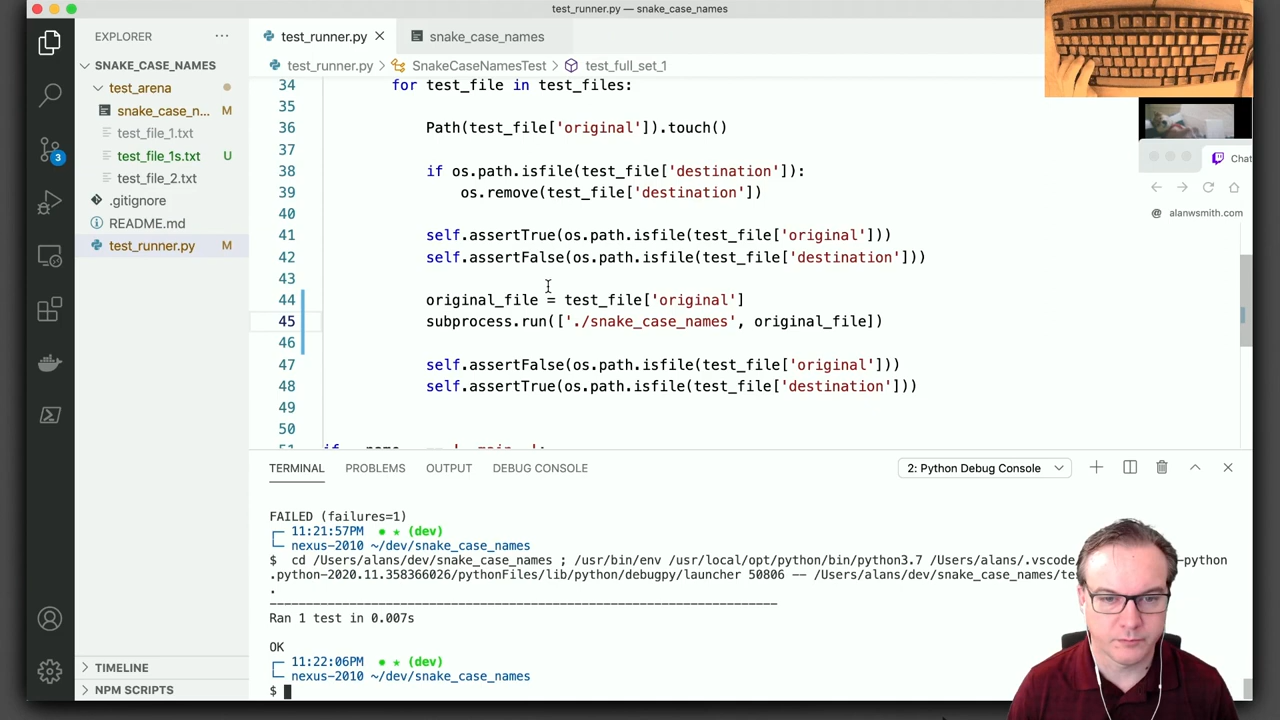 test_runner.py — snake_case_names
EXPLORER
SNAKE_CASE_NAMES
test_arena
snake_case_n... M
test_file_1.txt
test_file_1s.txt U
test_file_2.txt
.gitignore
README.md
test_runner.py M
TIMELINE
NPM SCRIPTS
3
test_runner.py
snake_case_names
test_runner.py > SnakeCaseNamesTest > test_full_set_1
34 for test_file in test_files:
35
36 Path(test_file['original']).touch()
37
38 if os.path.isfile(test_file['destination']):
39 os.remove(test_file['destination'])
40
41 self.assertTrue(os.path.isfile(test_file['original']))
42 self.assertFalse(os.path.isfile(test_file['destination']))
43
44 original_file = test_file['original']
45 subprocess.run(['./snake_case_names', original_file])
46
47 self.assertFalse(os.path.isfile(test_file['original']))
48 self.assertTrue(os.path.isfile(test_file['destination']))
49
50
TERMINAL PROBLEMS OUTPUT DEBUG CONSOLE
2: Python Debug Console
FAILED (failures=1)
11:21:57PM ● ★ (dev)
nexus-2010 ~/dev/snake_case_names
$ cd /Users/alans/dev/snake_case_names ; /usr/bin/env /usr/local/opt/python/bin/python3.7 /Users/alans/.vscode/ -python
.python-2020.11.358366026/pythonFiles/lib/python/debugpy/launcher 50806 -- /Users/alans/dev/snake_case_names/te
.
----------------------------------------------------------------------
Ran 1 test in 0.007s
OK
11:22:06PM ● ★ (dev)
nexus-2010 ~/dev/snake_case_names
$
Chat
@ alanwsmith.com